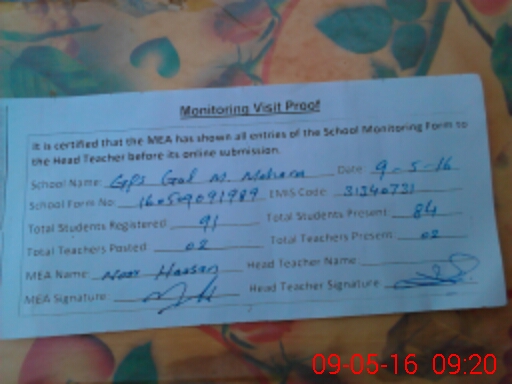 Monitoring Visit Proof
It is certified that the MEA has shown all entries of the School Monitoring Form to
the Head Teacher before its online submission.
School Name: GPS Gul M. Date: 9-5-16
School Form No: 160509091989 EMIS Code: 31340731
Total Students Registered: 91 Total Students Present: 84
Total Teachers Posted: 02 Total Teachers Present: 02
MEA Name: Noor Hassan Head Teacher Name:
MEA Signature: Head Teacher Signature
09-05-16 09:20